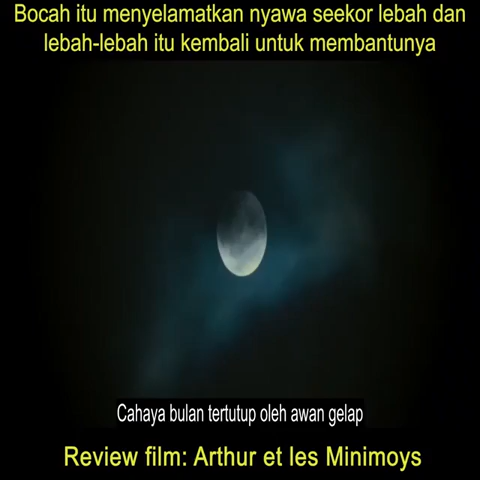 Bocah itu menyelamatkan nyawa seekor lebah dan
lebah-lebah itu kembali untuk membantunya
Cahaya bulan tertutup oleh awan gelap
Review film: Arthur et les Minimoys